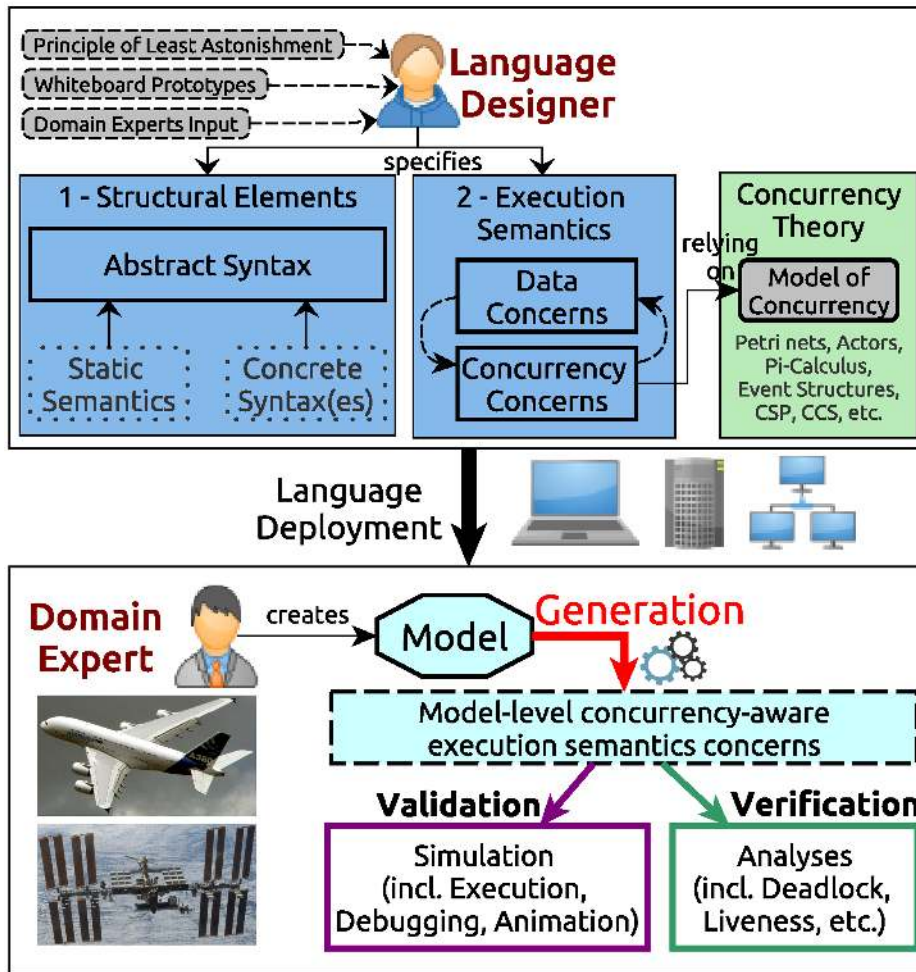 Principle of Least Astonishment
Whiteboard Prototypes
Domain Experts Input
Language
Designer
specifies
1 - Structural Elements
Abstract Syntax
Static
Semantics
Concrete
Syntax(es)
2 - Execution
Semantics
Data
Concerns
Concurrency
Concerns
relying
on
Concurrency
Theory
Model of
Concurrency
Petri nets, Actors,
Pi-Calculus,
Event Structures,
CSP, CCS, etc.
Language
Deployment
Domain
Expert
creates
Model
Generation
Model-level concurrency-aware
execution semantics concerns
Validation
Simulation
(incl. Execution,
Debugging, Animation)
Verification
Analyses
(incl. Deadlock,
Liveness, etc.)